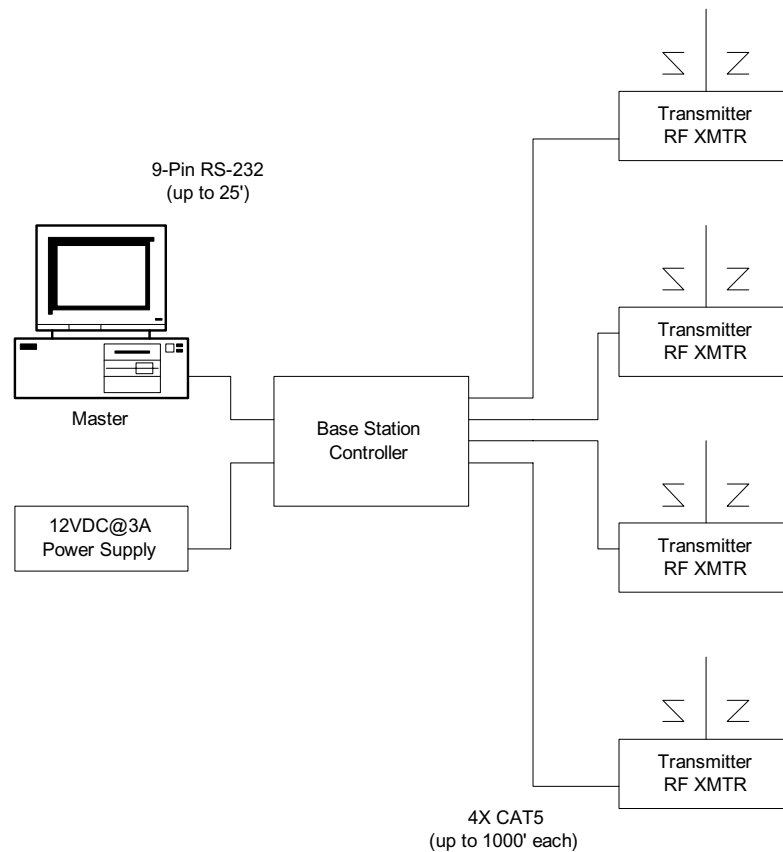 9-Pin RS-232
(up to 25')
Master
12VDC@3A
Power Supply
Base Station
Controller
Transmitter
RF XMTR
Transmitter
RF XMTR
Transmitter
RF XMTR
Transmitter
RF XMTR
4X CAT5
(up to 1000' each)